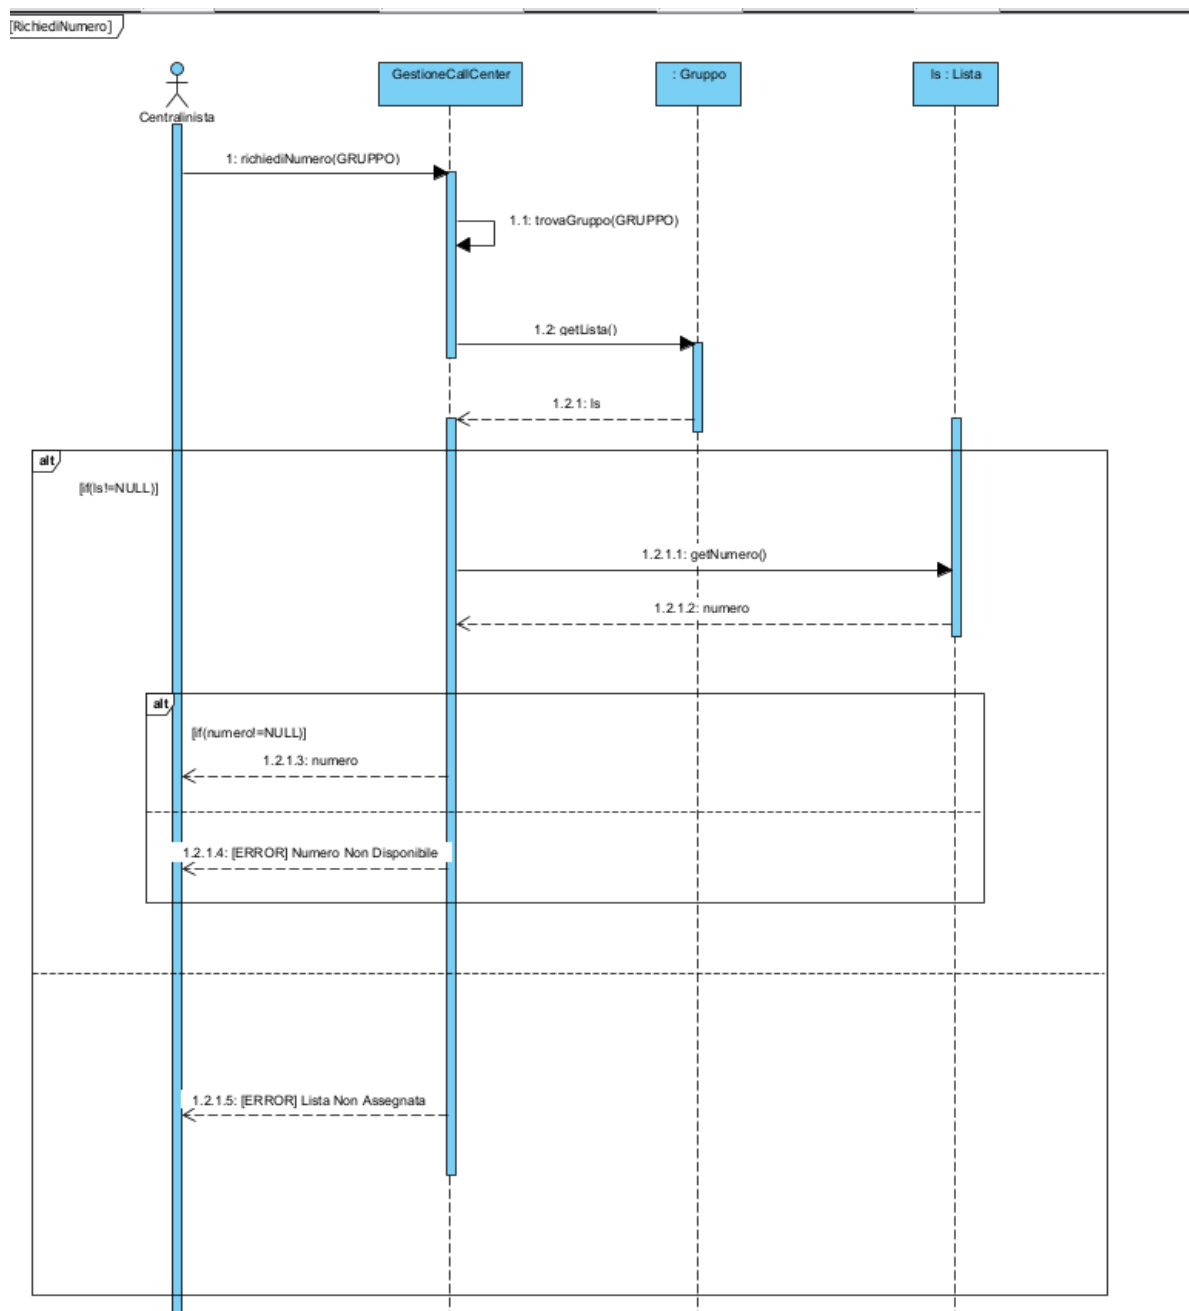 [RichiediNumero]
GestioneCallCenter
: Gruppo
ls : Lista
Centralinista
1: richiediNumero(GRUPPO)
1.1: trovaGruppo(GRUPPO)
1.2: getLista()
1.2.1: ls
alt
[if(ls!=NULL)]
1.2.1.1: getNumero()
1.2.1.2: numero
alt
[if(numero!=NULL)]
1.2.1.3: numero
1.2.1.4: [ERROR] Numero Non Disponibile
1.2.1.5: [ERROR] Lista Non Assegnata